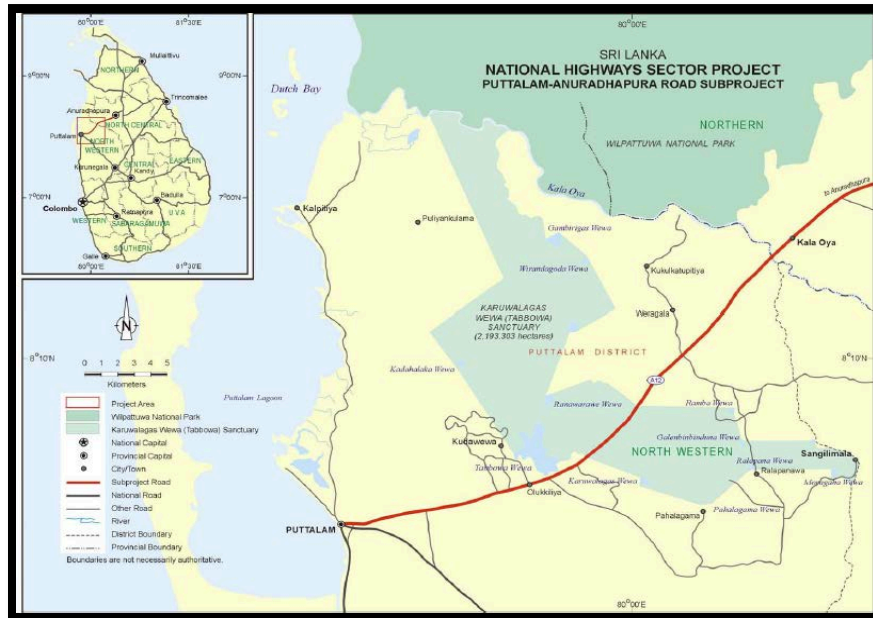 SRI LANKA
NATIONAL HIGHWAYS SECTOR PROJECT
PUTTALAM-ANURADHAPURA ROAD SUBPROJECT
80°00'E
81°30'E
9°00'N
9°00'N
7°00'N
7°00'N
80°00'E
81°30'E
Mullaittivu
NORTHERN
Trincomalee
Anuradhapura
NORTH CENTRAL
Puttalam
NORTH
WESTERN
CENTRAL
EASTERN
Kurunegala
Kandy
Colombo
Badulla
WESTERN
Ratnapura
UVA
SABARAGAMUWA
SOUTHERN
Galle
80°00'E
Dutch Bay
NORTHERN
WILPATTUWA NATIONAL PARK
Kala Oya
to Anuradhapura
Kalpitiya
Puliyankulama
Gambirigas Wewa
Kala Oya
Wirandagoda Wewa
Kukulkatupitiya
KARUWALAGAS
WEWA (TABBOWA)
SANCTUARY
(2,193.303 hectares)
Weragala
PUTTALAM DISTRICT
8°10'N
8°10'N
Kadahalaka Wewa
A12
Puttalam Lagoon
Ranawarawe Wewa
Ramba Wewa
Kubawewa
NORTH WESTERN
Sangilimala
Tabbowa Wewa
Ralapanawa
Karuwalagas Wewa
Olukkiliya
Pahalagama
Pahalagama Wewa
PUTTALAM
80°00'E
N
0 1 2 3 4 5
Kilometers
Project Area
Wilpattuwa National Park
Karuwalagas Wewa (Tabbowa) Sanctuary
National Capital
Provincial Capital
City/Town
Subproject Road
National Road
Other Road
River
District Boundary
Provincial Boundary
Boundaries are not necessarily authoritative.